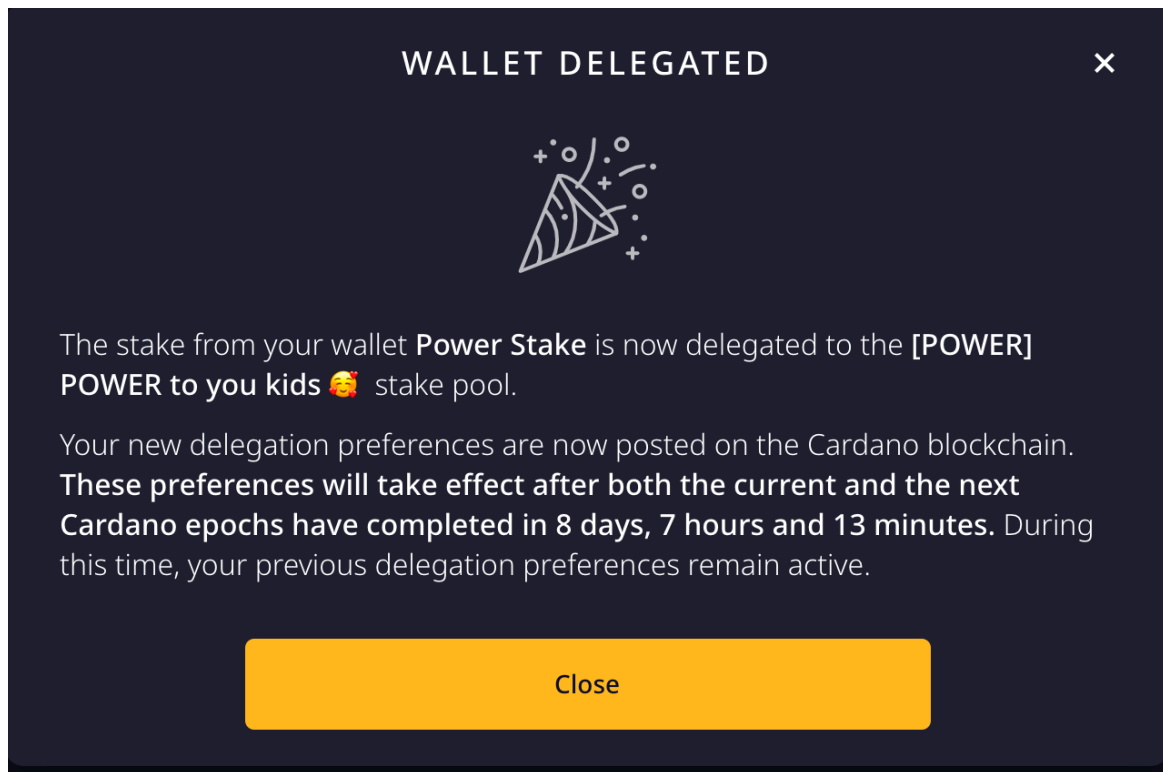 WALLET DELEGATED
The stake from your wallet Power Stake is now delegated to the [POWER]
POWER to you kids 🥰 stake pool.
Your new delegation preferences are now posted on the Cardano blockchain.
These preferences will take effect after both the current and the next
Cardano epochs have completed in 8 days, 7 hours and 13 minutes. During
this time, your previous delegation preferences remain active.
Close